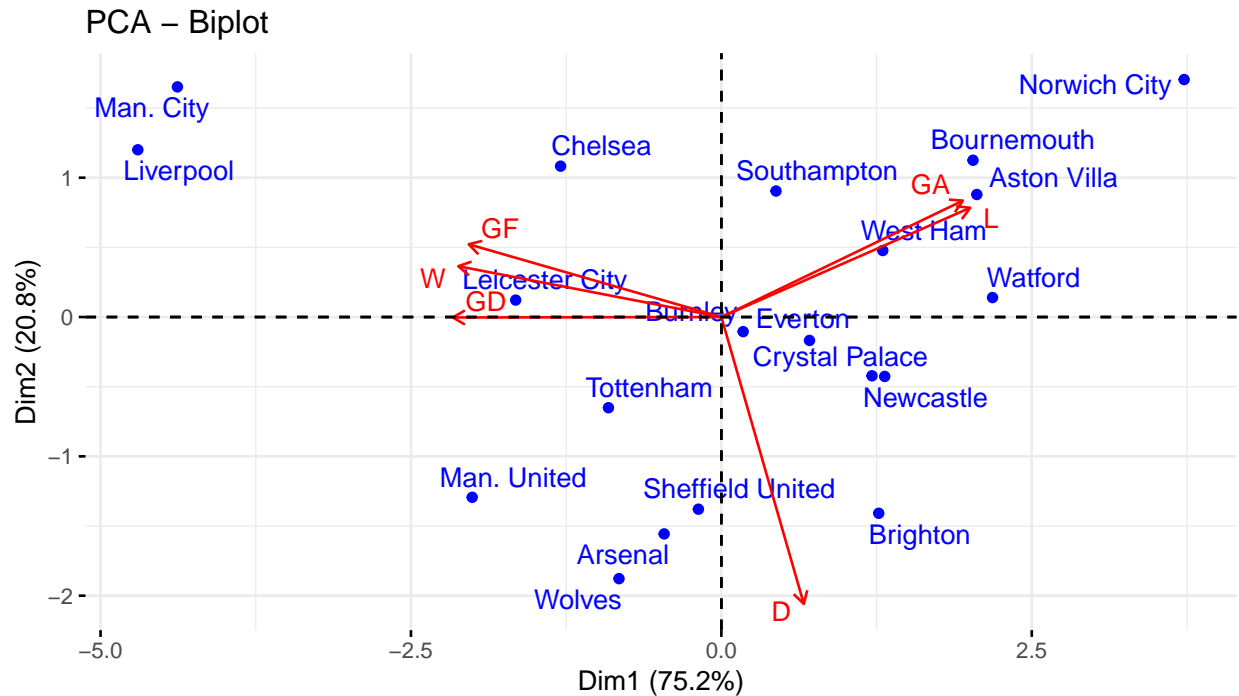 PCA – Biplot
Norwich City
Man. City
Bournemouth
Chelsea
Liverpool
Southampton
GA
Aston Villa
GF
L
West Ham
W
Leicester City
Watford
GD
Burnley
Everton
Crystal Palace
Tottenham
Newcastle
Man. United
Sheffield United
Brighton
Arsenal
Wolves
D
1
0
−1
−2
−5.0
−2.5
0.0
2.5
Dim1 (75.2%)
Dim2 (20.8%)